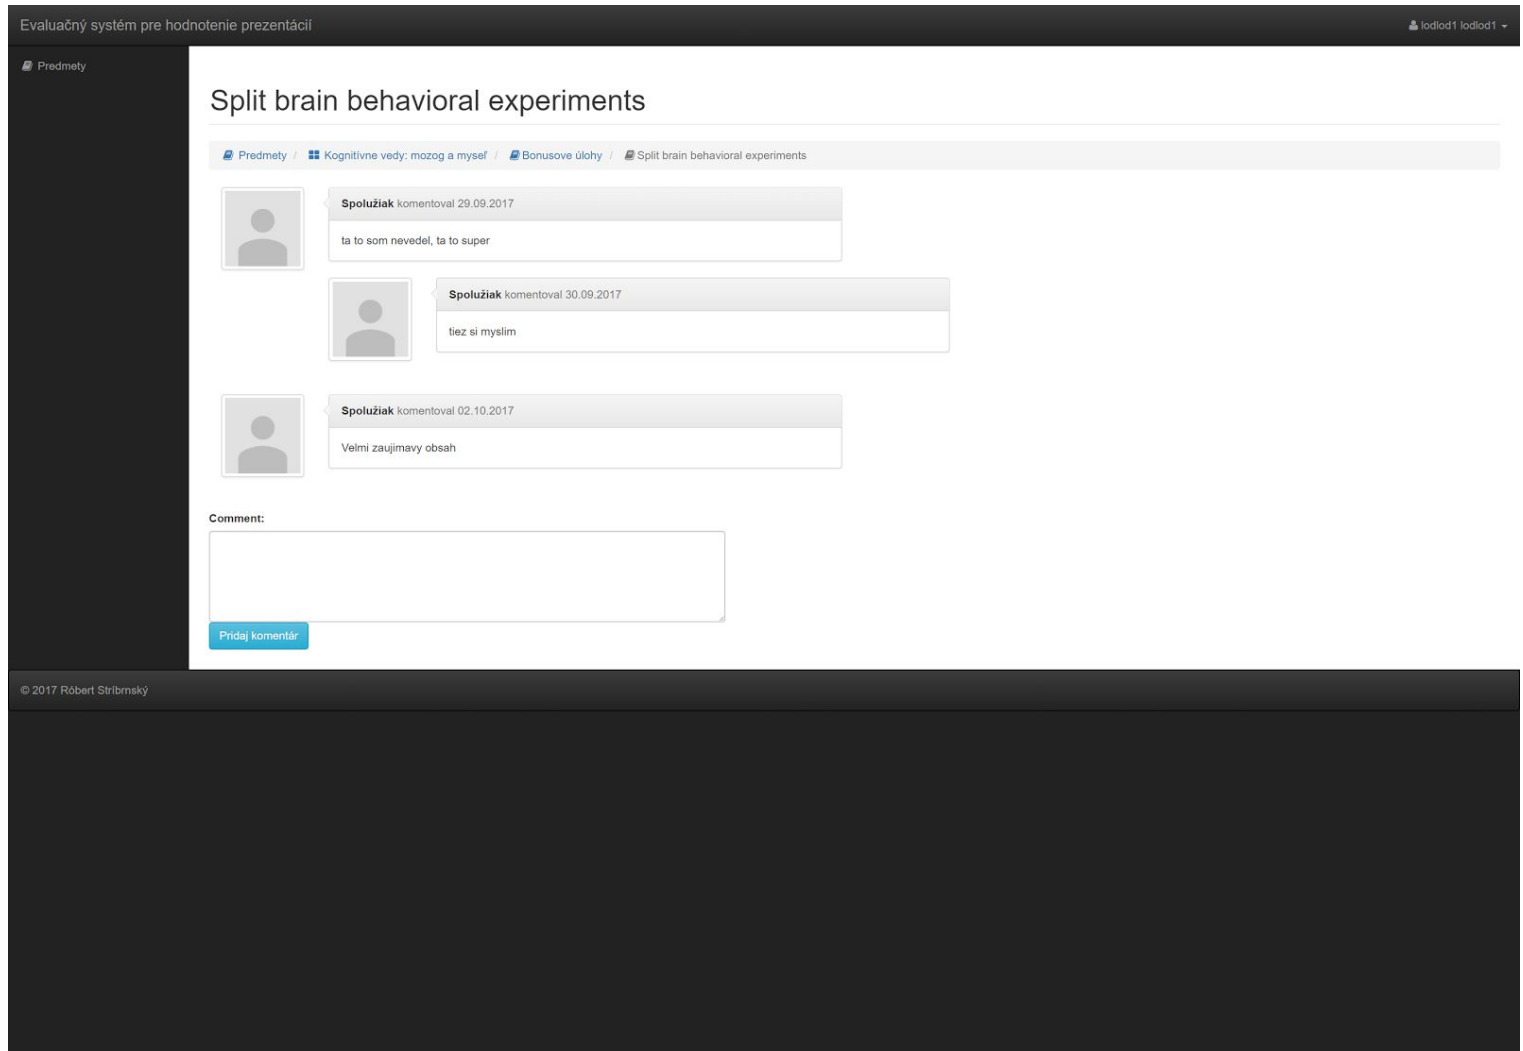 Evaluačný systém pre hodnotenie prezentácií
lodlod1 lodlod1
Predmety
Split brain behavioral experiments
Predmety / Kognitívne vedy: mozog a myseľ / Bonusove úlohy / Split brain behavioral experiments
Spolužiak komentoval 29.09.2017
ta to som nevedel, ta to super
Spolužiak komentoval 30.09.2017
tiez si myslim
Spolužiak komentoval 02.10.2017
Velmi zaujimavy obsah
Comment:
Pridaj komentár
© 2017 Róbert Stríbrnský